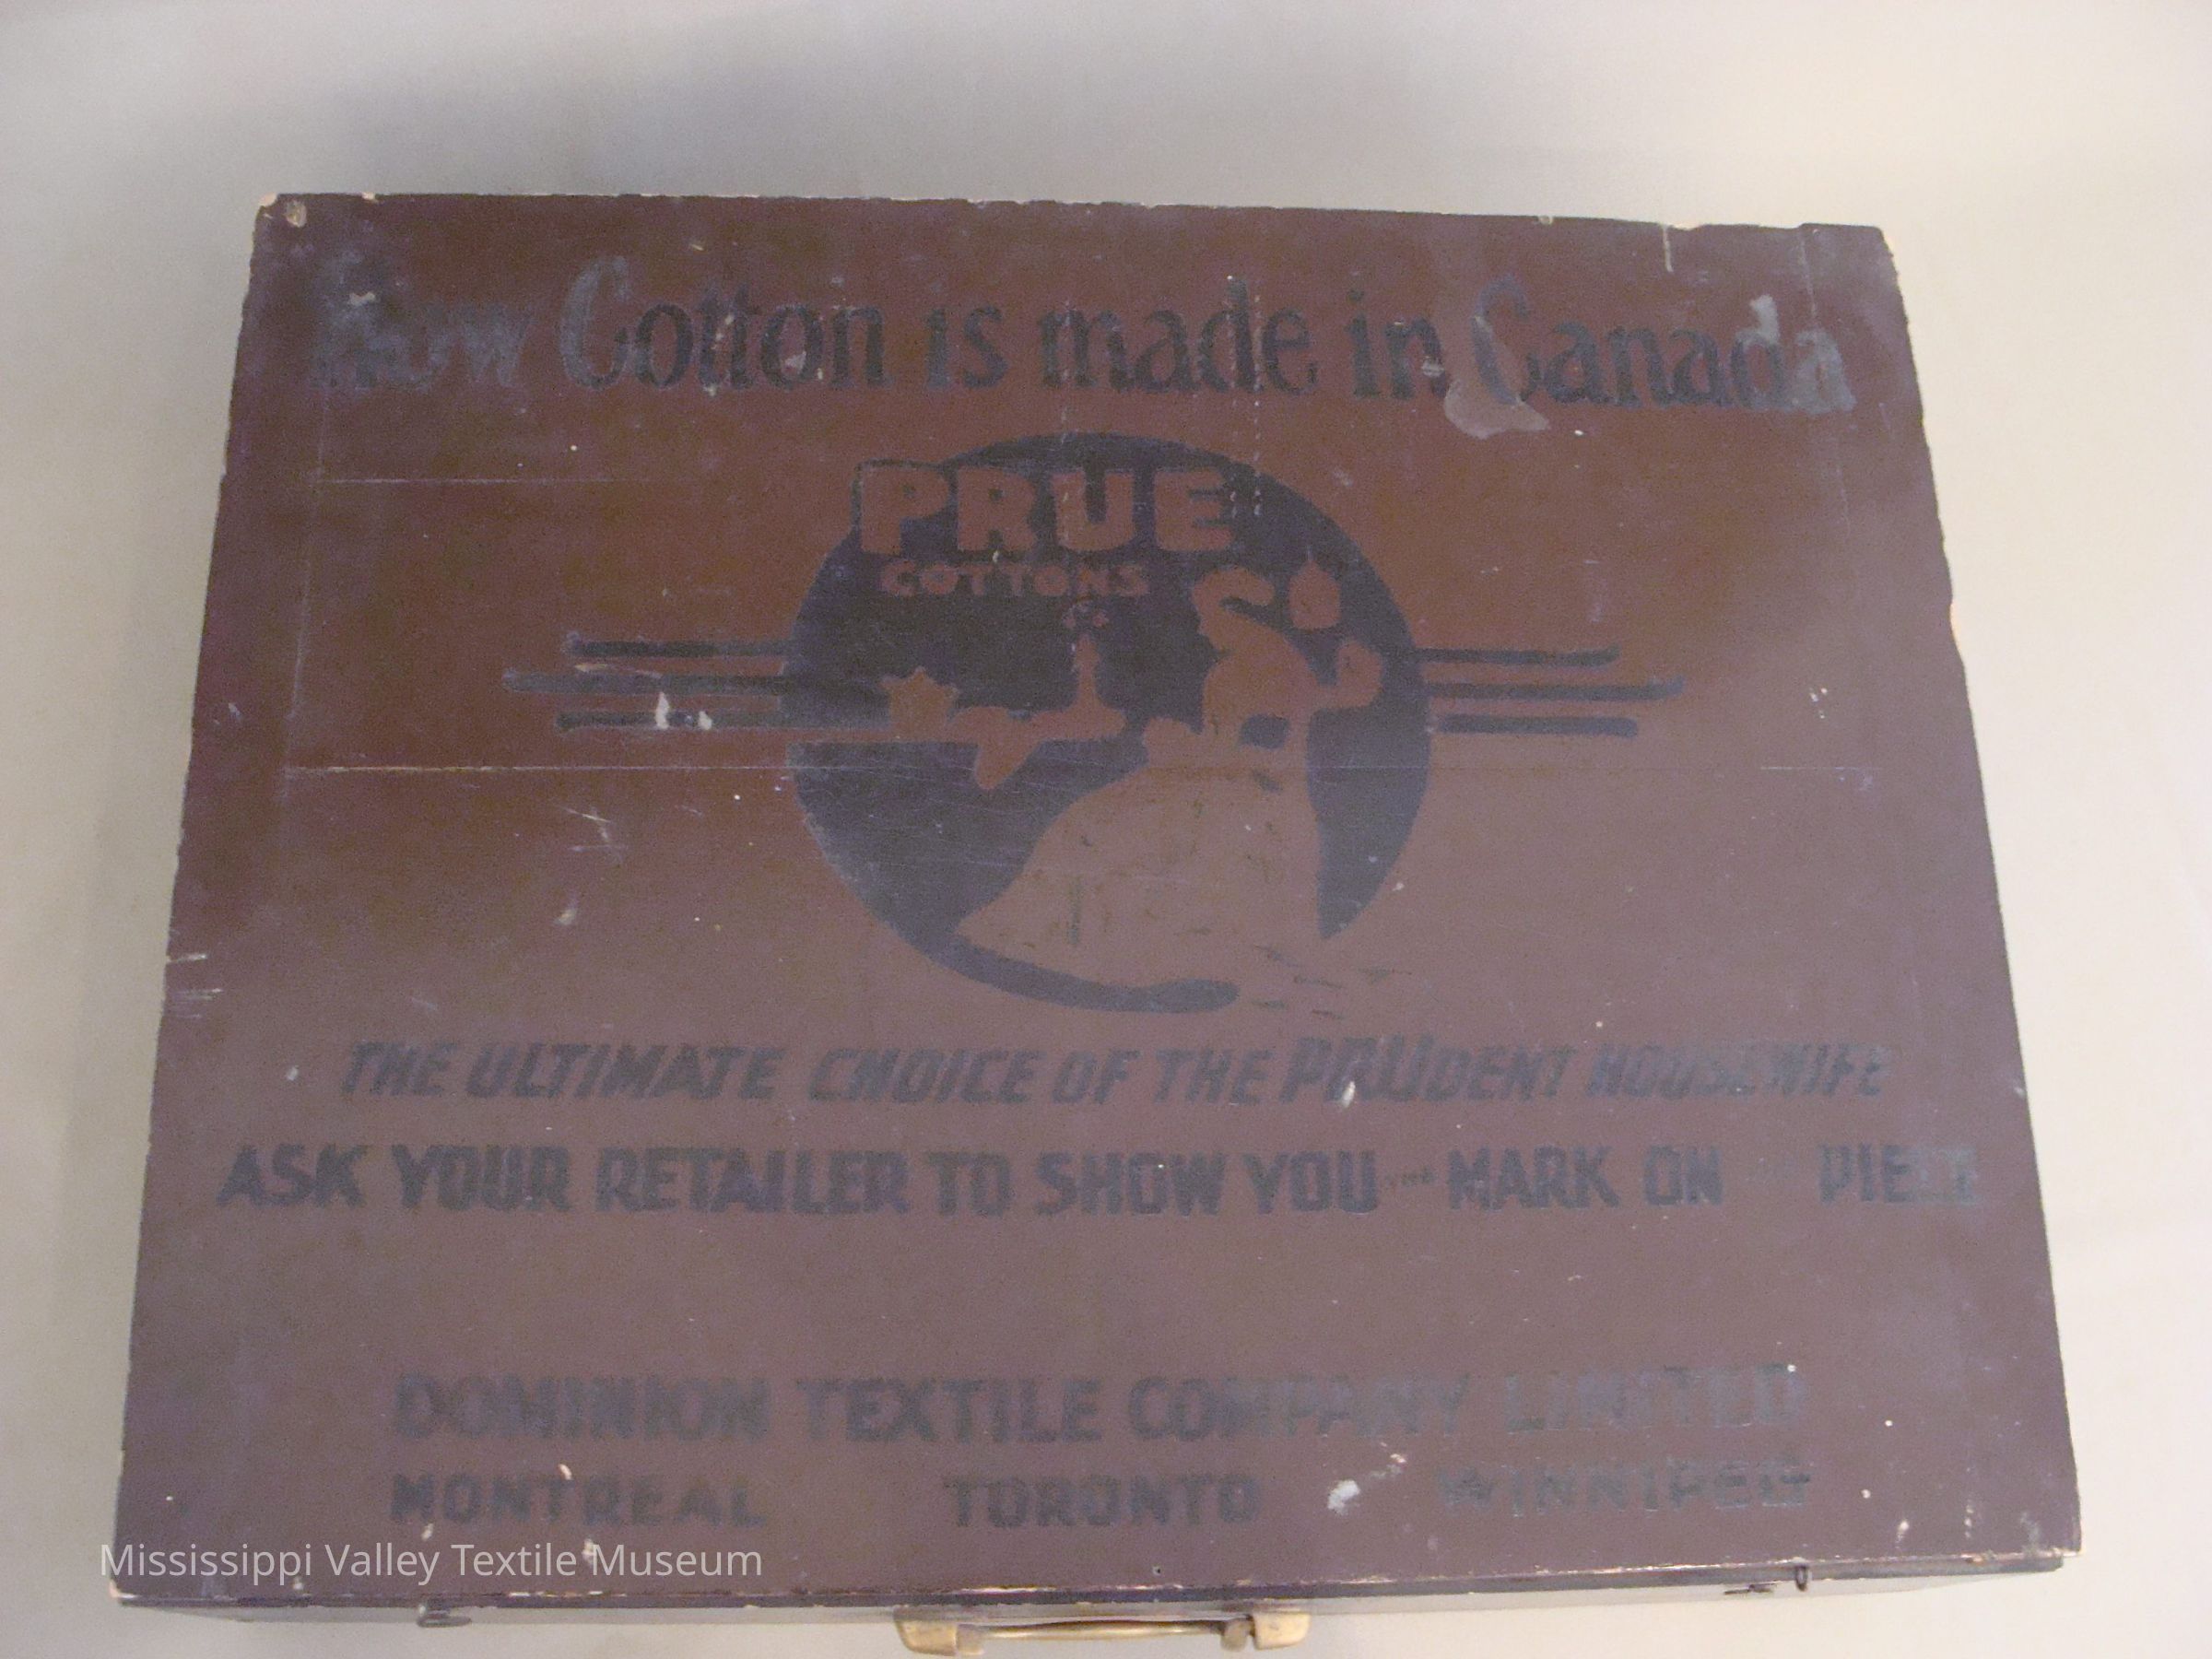 How Cotton is made in Canada
PRUE
COTTONS
THE ULTIMATE CHOICE OF THE PRUDENT HOUSEWIFE
ASK YOUR RETAILER TO SHOW YOU MARK ON PIECE
DOMINION TEXTILE COMPANY LIMITED
MONTREAL TORONTO WINNIPEG
Mississippi Valley Textile Museum